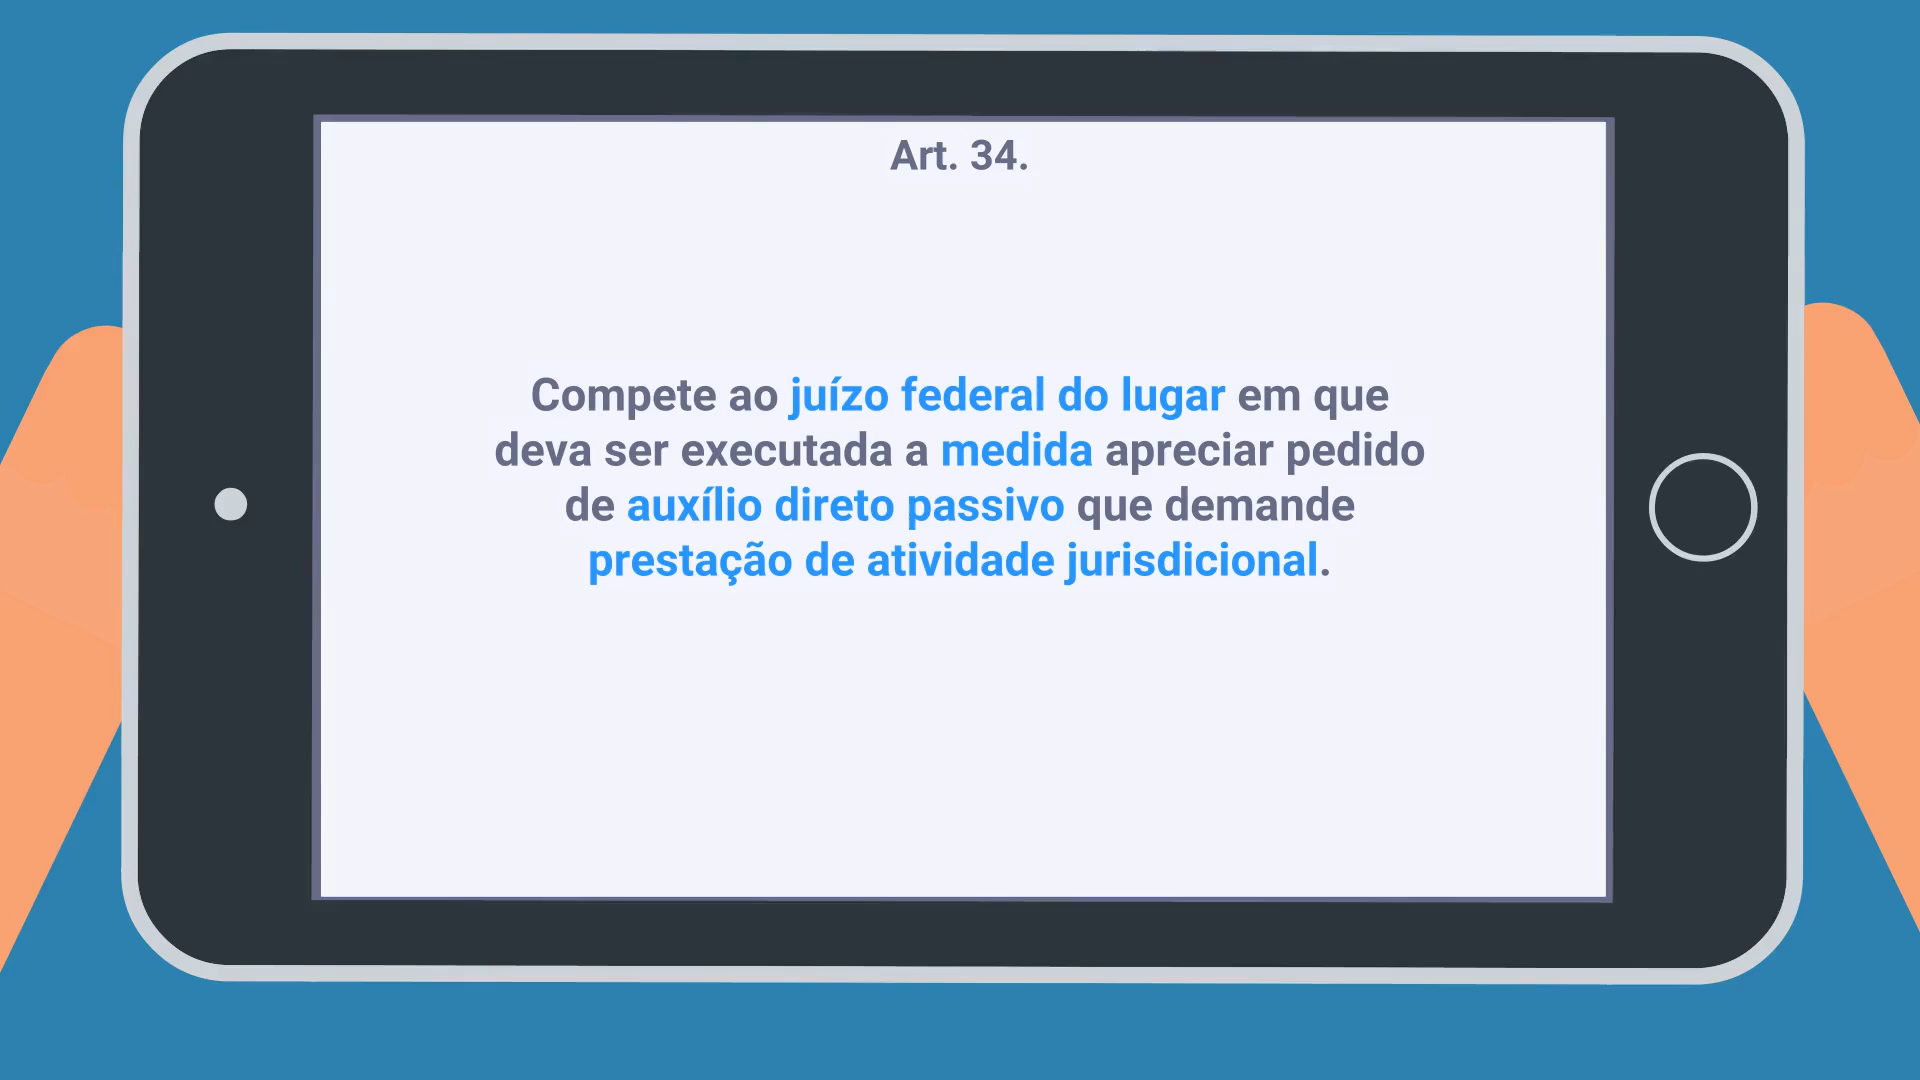 Art. 34.
Compete ao juízo federal do lugar em que
deva ser executada a medida apreciar pedido
de auxílio direto passivo que demande
prestação de atividade jurisdicional.